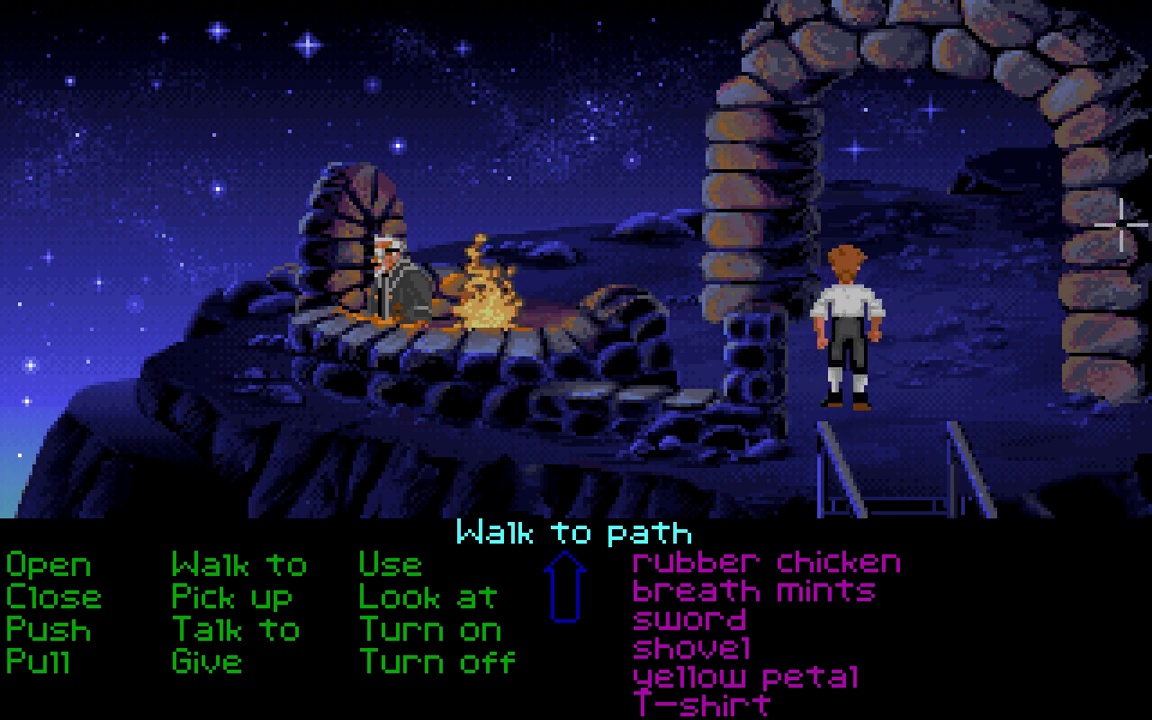 Walk to path
Open Walk to Use rubber chicken
Close Pick up Look at breath mints
Push Talk to Turn on sword
Pull Give Turn off shovel
yellow petal
T-shirt